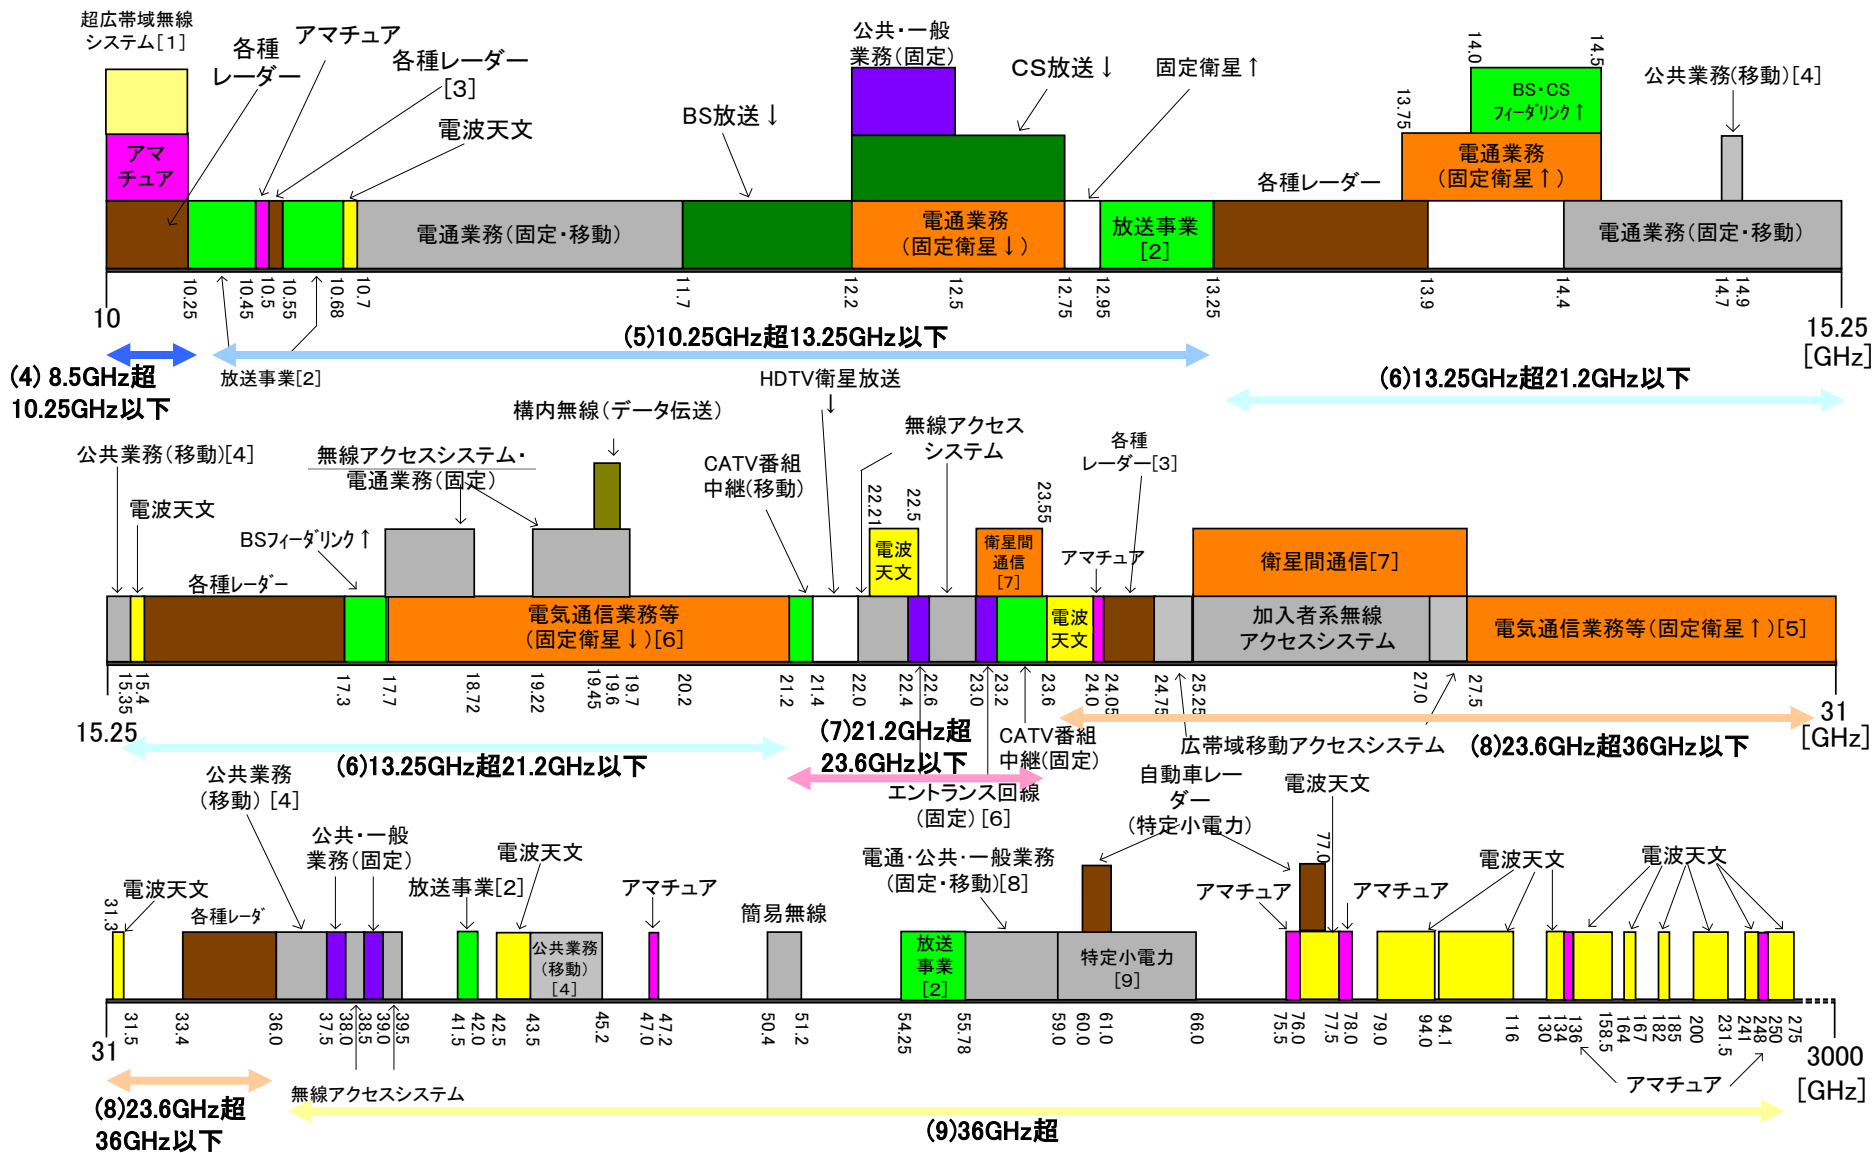 超広帯域無線
システム[1]
各種
レーダー
アマチュア
各種レーダー
[3]
電波天文
BS放送↓
公共・一般
業務(固定)
CS放送↓
固定衛星↑
14.0
14.5
13.75
BS・CS
フィーダリンク↑
公共業務(移動)[4]
アマ
チュア
電通業務(固定・移動)
電通業務
(固定衛星↓)
放送事業
[2]
各種レーダー
電通業務
(固定衛星↑)
電通業務(固定・移動)
10
10.25
10.45
10.5
10.55
10.68
10.7
11.7
12.2
12.5
12.75
12.95
13.25
13.9
14.4
14.7
14.9
15.25
[GHz]
(4) 8.5GHz超
10.25GHz以下
放送事業[2]
(5)10.25GHz超13.25GHz以下
(6)13.25GHz超21.2GHz以下
公共業務(移動)[4]
電波天文
各種レーダー
BSフィーダリンク↑
無線アクセスシステム・
電通業務(固定)
構内無線(データ伝送)
CATV番組
中継(移動)
HDTV衛星放送
↓
無線アクセス
システム
22.21
22.5
23.55
電波
天文
衛星間
通信
[7]
アマチュア
各種
レーダー[3]
衛星間通信[7]
電気通信業務等
(固定衛星↓)[6]
電波
天文
加入者系無線
アクセスシステム
電気通信業務等(固定衛星↑)[5]
15.25
15.35
15.4
17.3
17.7
18.72
19.22
19.45
19.6
19.7
20.2
21.2
21.4
22.0
22.4
22.6
23.0
23.2
23.6
24.0
24.05
24.75
25.25
27.0
27.5
31
[GHz]
(6)13.25GHz超21.2GHz以下
(7)21.2GHz超
23.6GHz以下
CATV番組
中継(固定)
エントランス回線
(固定)[6]
広帯域移動アクセスシステム
(8)23.6GHz超36GHz以下
31.3
電波天文
各種レーダ
公共業務
(移動)[4]
公共・一般
業務(固定)
放送事業[2]
電波天文
公共業務
(移動)
[4]
アマチュア
簡易無線
電通・公共・一般業務
(固定・移動)[8]
放送
事業
[2]
自動車レー
ダー
(特定小電力)
特定小電力
[9]
77.0
電波天文
アマチュア
アマチュア
電波天文
電波天文
31
31.5
33.4
36.0
37.5
38.0
38.5
39.0
39.5
41.5
42.0
42.5
43.5
45.2
47.0
47.2
50.4
51.2
54.25
55.78
59.0
60.0
61.0
66.0
75.5
76.0
77.5
78.0
79.0
94.0
94.1
116
130
134
136
158.5
164
167
182
185
200
231.5
241
248
250
275
3000
[GHz]
無線アクセスシステム
アマチュア
(8)23.6GHz超
36GHz以下
(9)36GHz超